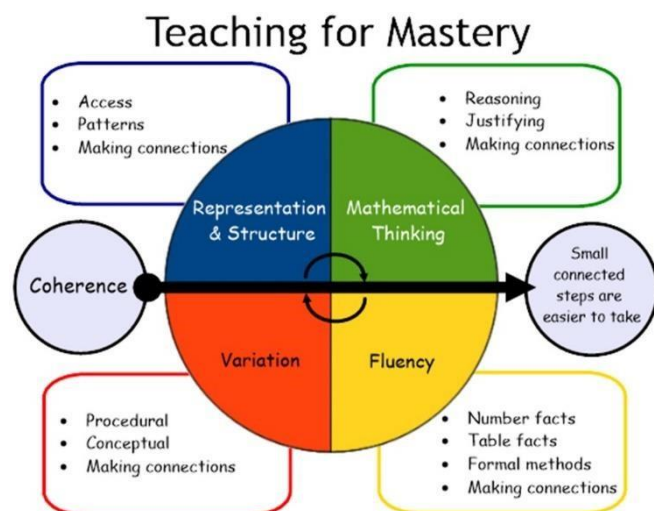 Teaching for Mastery
• Access
• Patterns
• Making connections
• Reasoning
• Justifying
• Making connections
Representation
& Structure
Mathematical
Thinking
Coherence
Small
connected
steps are
easier to take
Variation
Fluency
• Procedural
• Conceptual
• Making connections
• Number facts
• Table facts
• Formal methods
• Making connections